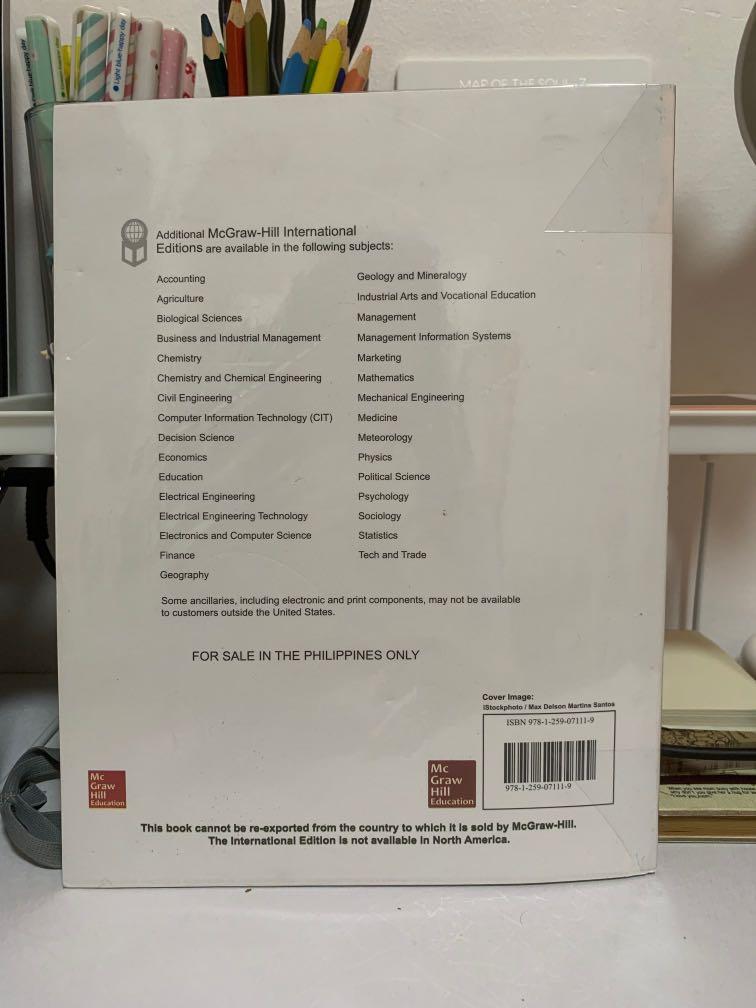 Light blue-happy day
MAP OF THE SOUL : 7
Additional McGraw-Hill International
Editions are available in the following subjects:
Accounting
Agriculture
Biological Sciences
Business and Industrial Management
Chemistry
Chemistry and Chemical Engineering
Civil Engineering
Computer Information Technology (CIT)
Decision Science
Economics
Education
Electrical Engineering
Electrical Engineering Technology
Electronics and Computer Science
Finance
Geography
Geology and Mineralogy
Industrial Arts and Vocational Education
Management
Management Information Systems
Marketing
Mathematics
Mechanical Engineering
Medicine
Meteorology
Physics
Political Science
Psychology
Sociology
Statistics
Tech and Trade
Some ancillaries, including electronic and print components, may not be available
to customers outside the United States.
FOR SALE IN THE PHILIPPINES ONLY
Cover Image:
iStockphoto / Max Delson Martins Santos
ISBN 978-1-259-07111-9
978-1-259-07111-9
Mc
Graw
Hill
Education
Mc
Graw
Hill
Education
This book cannot be re-exported from the country to which it is sold by McGraw-Hill.
The International Edition is not available in North America.